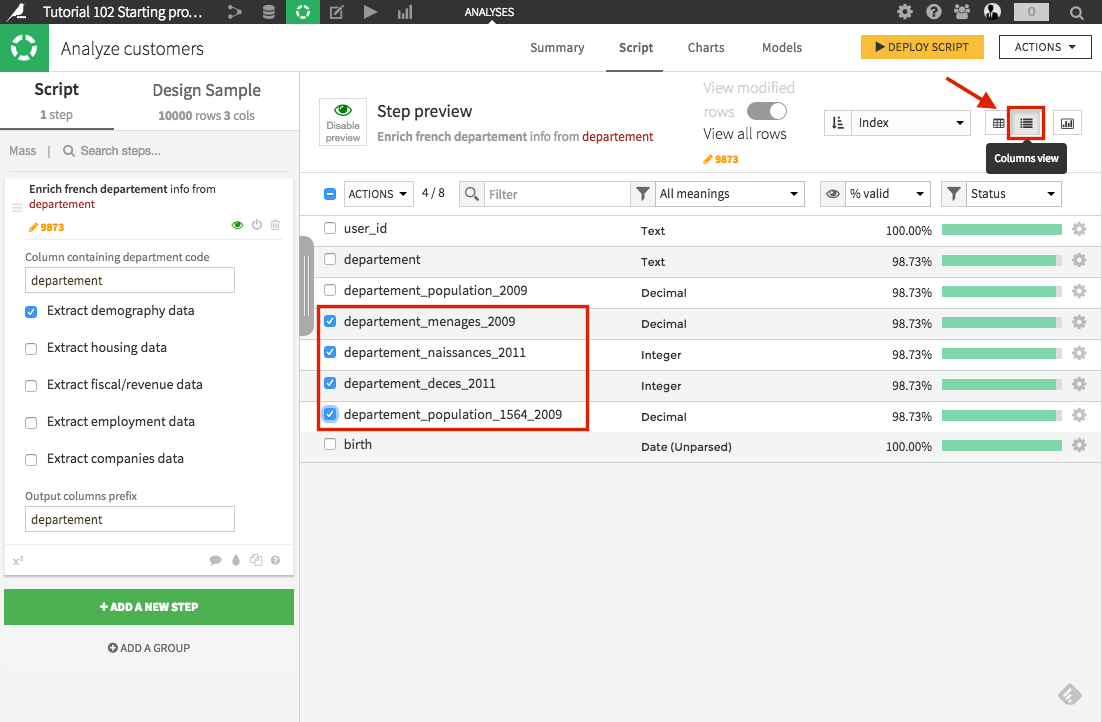 Tutorial 102 Starting pro...
ANALYSES
0
Analyze customers
Summary
Script
Charts
Models
DEPLOY SCRIPT
ACTIONS
Script
1 step
Design Sample
10000 rows 3 cols
Mass | Search steps...
Enrich french departement info from
departement
9873
Column containing department code
departement
Extract demography data
Extract housing data
Extract fiscal/revenue data
Extract employment data
Extract companies data
Output columns prefix
departement
x²
+ ADD A NEW STEP
ADD A GROUP
Disable
preview
Step preview
Enrich french departement info from departement
View modified
rows
View all rows
9873
Index
Columns view
ACTIONS
4 / 8
Filter
All meanings
% valid
Status
user_id Text 100.00%
departement Text 98.73%
departement_population_2009 Decimal 98.73%
departement_menages_2009 Decimal 98.73%
departement_naissances_2011 Integer 98.73%
departement_deces_2011 Integer 98.73%
departement_population_1564_2009 Decimal 98.73%
birth Date (Unparsed) 100.00%